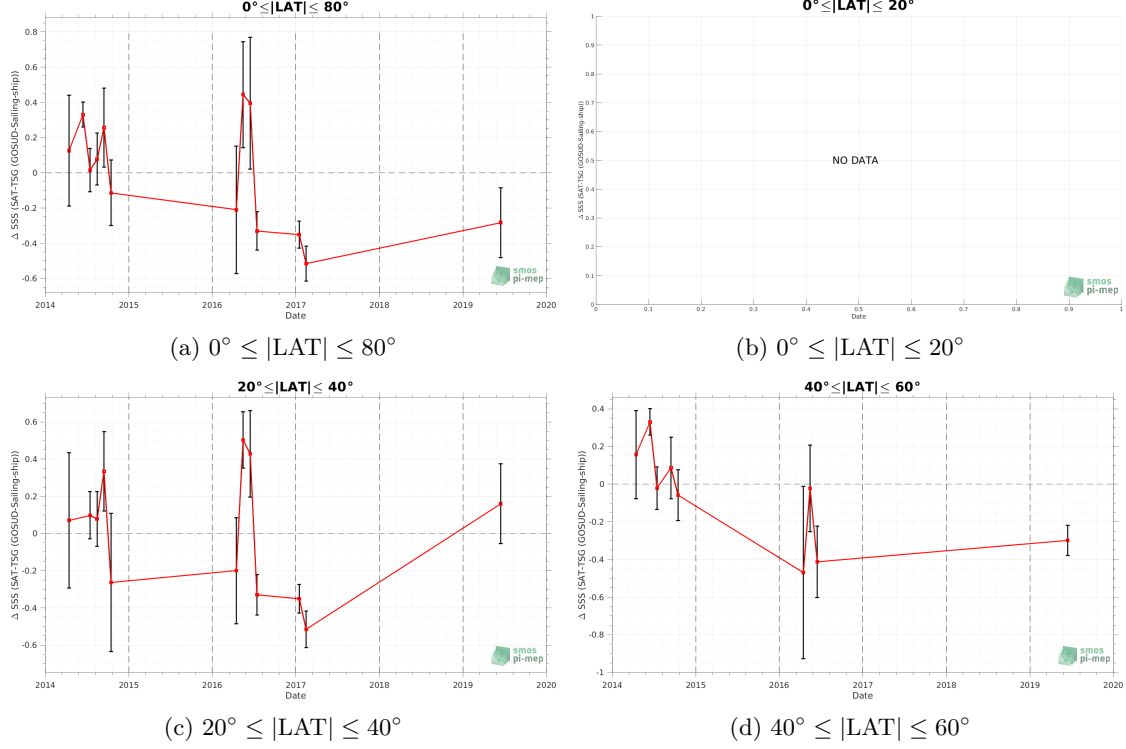 0°≤|LAT|≤ 80°
Δ SSS (SAT-TSG (GOSUD-Sailing-ship))
0.8
0.6
0.4
0.2
0
-0.2
-0.4
-0.6
2014 2015 2016 2017 2018 2019 2020
Date
smos
pi-mep
(a) 0° ≤ |LAT| ≤ 80°
0°≤|LAT|≤ 20°
Δ SSS (SAT-TSG (GOSUD-Sailing-ship))
1
0.9
0.8
0.7
0.6
0.5
0.4
0.3
0.2
0.1
0
NO DATA
0 0.1 0.2 0.3 0.4 0.5 0.6 0.7 0.8 0.9 1
Date
smos
pi-mep
(b) 0° ≤ |LAT| ≤ 20°
20°≤|LAT|≤ 40°
Δ SSS (SAT-TSG (GOSUD-Sailing-ship))
0.6
0.4
0.2
0
-0.2
-0.4
-0.6
2014 2015 2016 2017 2018 2019 2020
Date
smos
pi-mep
(c) 20° ≤ |LAT| ≤ 40°
40°≤|LAT|≤ 60°
Δ SSS (SAT-TSG (GOSUD-Sailing-ship))
0.4
0.2
0
-0.2
-0.4
-0.6
-0.8
-1
2014 2015 2016 2017 2018 2019 2020
Date
smos
pi-mep
(d) 40° ≤ |LAT| ≤ 60°